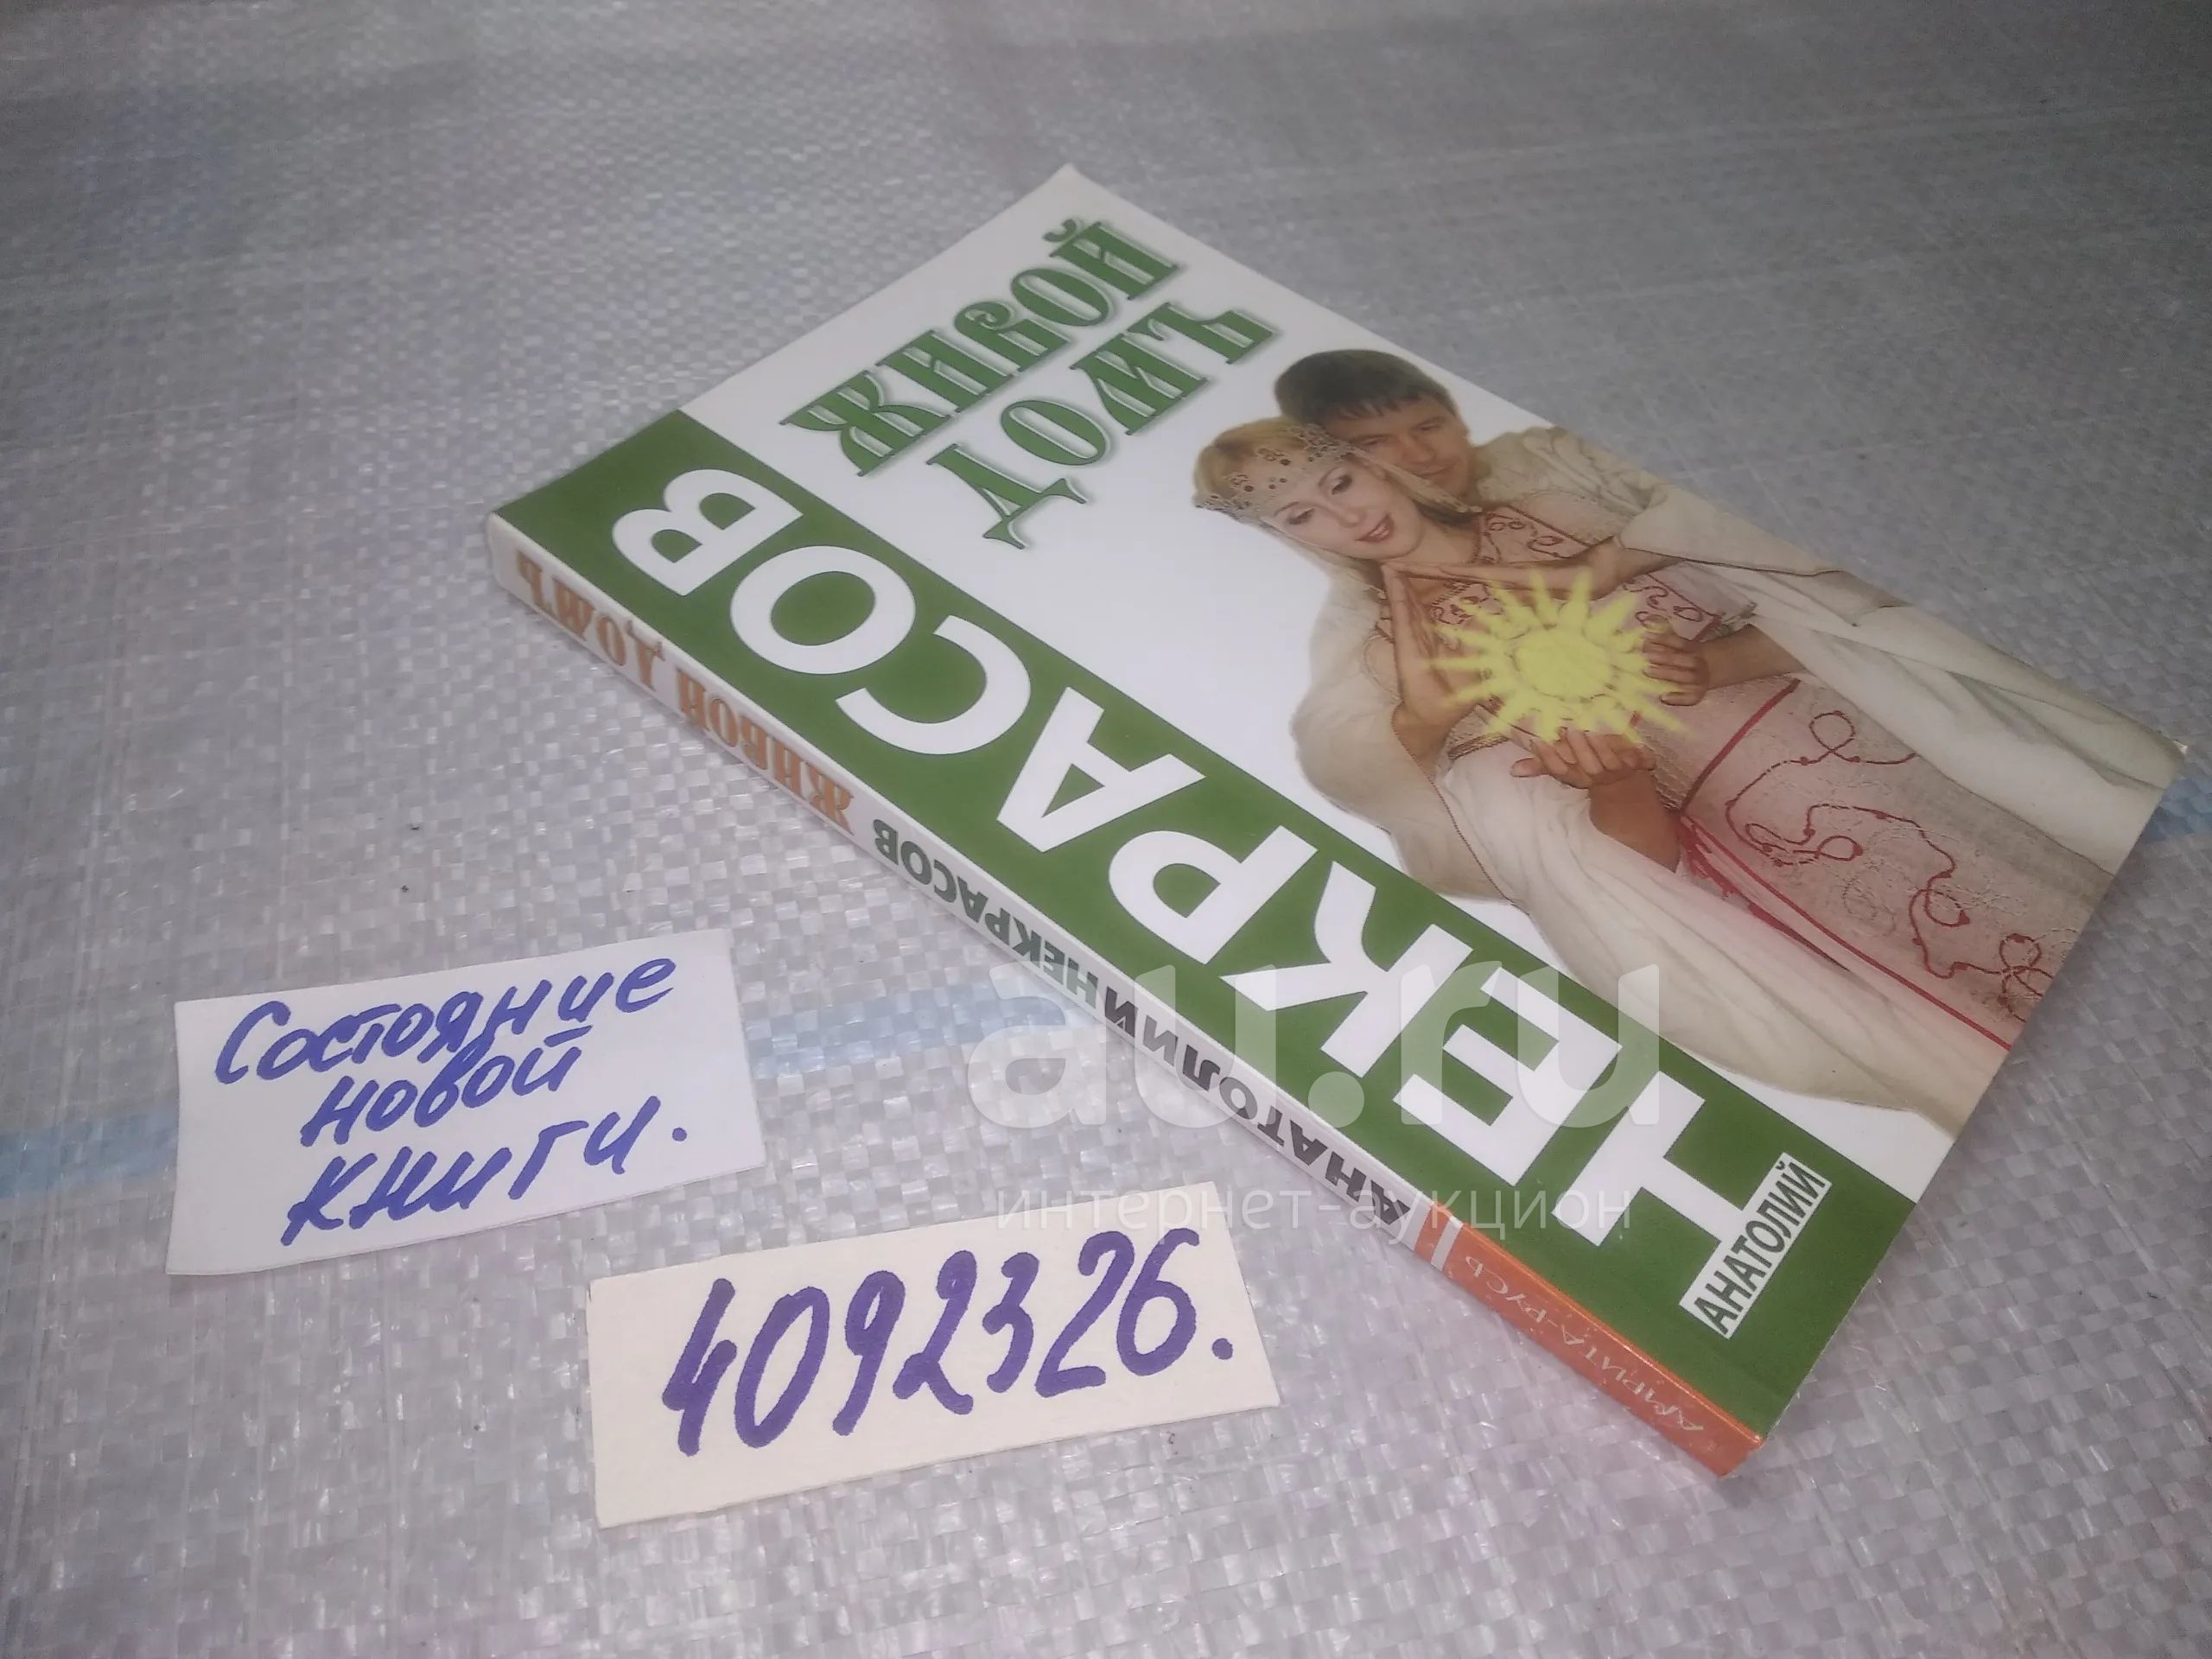 ЖИВОЙ
ДОМЪ
НЕКРАСОВ
АНАТОЛИЙ
АНАТОЛИЙ НЕКРАСОВ ЖИВОЙ ДОМЪ
АМРИТА-РУСЬ
Состояние
новой
книги.
4092326.
au.ru
интернет-аукцион